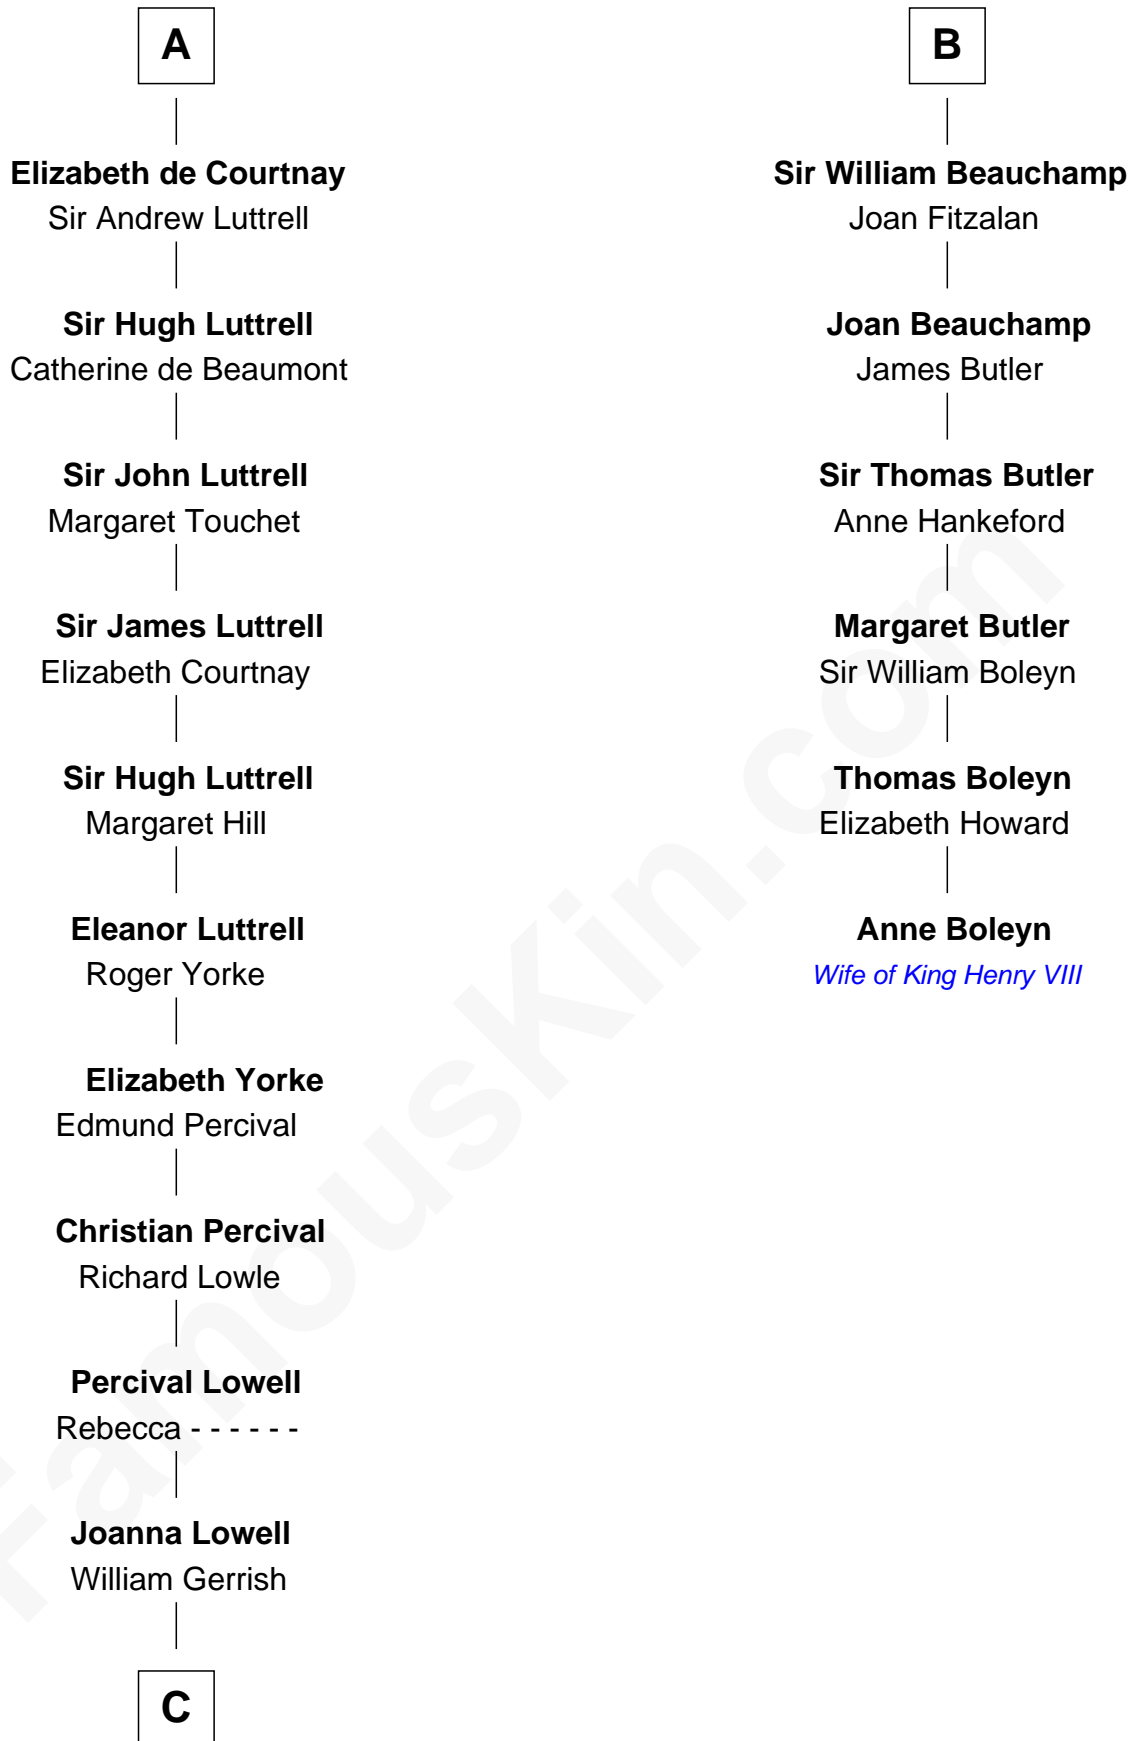 A
Elizabeth de Courtnay
Sir Andrew Luttrell
Sir Hugh Luttrell
Catherine de Beaumont
Sir John Luttrell
Margaret Touchet
Sir James Luttrell
Elizabeth Courtnay
Sir Hugh Luttrell
Margaret Hill
Eleanor Luttrell
Roger Yorke
Elizabeth Yorke
Edmund Percival
Christian Percival
Richard Lowle
Percival Lowell
Rebecca - - - - - -
Joanna Lowell
William Gerrish
C
B
Sir William Beauchamp
Joan Fitzalan
Joan Beauchamp
James Butler
Sir Thomas Butler
Anne Hankeford
Margaret Butler
Sir William Boleyn
Thomas Boleyn
Elizabeth Howard
Anne Boleyn
Wife of King Henry VIII
FamousKin.com